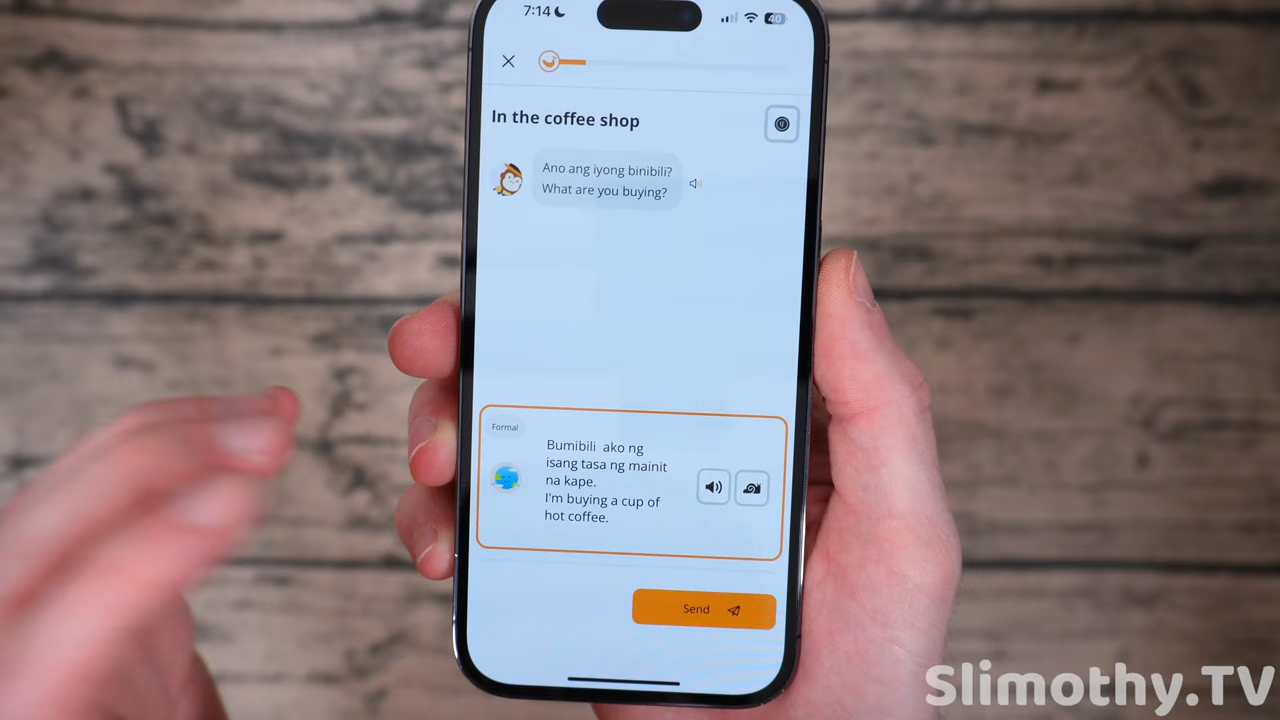 7:14
40
In the coffee shop
Ano ang iyong binibili?
What are you buying?
Formal
Bumibili ako ng
isang tasa ng mainit
na kape.
I'm buying a cup of
hot coffee.
Send
Slimothy.TV